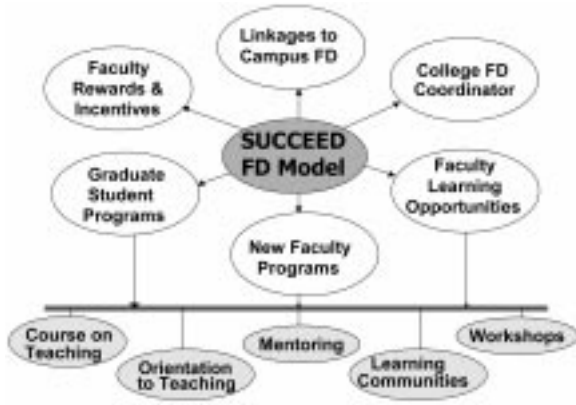 Linkages to
Campus FD
Faculty
Rewards &
Incentives
College FD
Coordinator
SUCCEED
FD Model
Graduate
Student
Programs
Faculty
Learning
Opportunities
New Faculty
Programs
Course on
Teaching
Orientation
to Teaching
Mentoring
Learning
Communities
Workshops